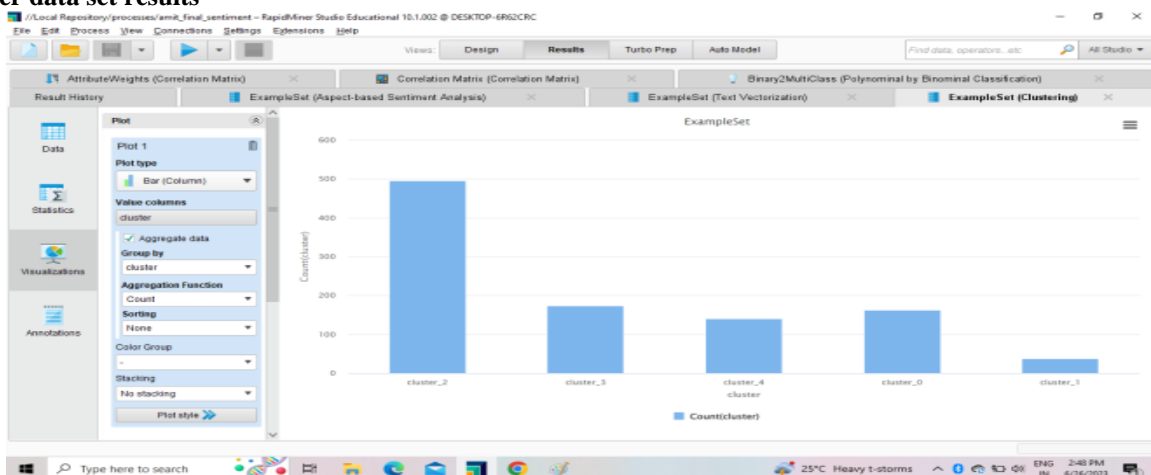 er data set results
//Local Repository/processes/amit_final_sentiment – RapidMiner Studio Educational 10.1.002 @ DESKTOP-6R62CRC
File Edit Process View Connections Settings Extensions Help
Views: Design Results Turbo Prep Auto Model Find data, operators...etc All Studio
AttributeWeights (Correlation Matrix) Correlation Matrix (Correlation Matrix) Binary2MultiClass (Polynominal by Binominal Classification)
Result History ExampleSet (Aspect-based Sentiment Analysis) ExampleSet (Text Vectorization) ExampleSet (Clustering)
Data
Statistics
Visualizations
Annotations
Plot
Plot 1
Plot type
Bar (Column)
Value columns
cluster
Aggregate data
Group by
cluster
Aggregation Function
Count
Sorting
None
Color Group
-
Stacking
No stacking
Plot style
ExampleSet
600
500
400
300
200
100
0
Count(cluster)
cluster_2 cluster_3 cluster_4 cluster_0 cluster_1
cluster
Count(cluster)
Type here to search
25°C Heavy t-storms
ENG
IN
2:48 PM
6/26/2023